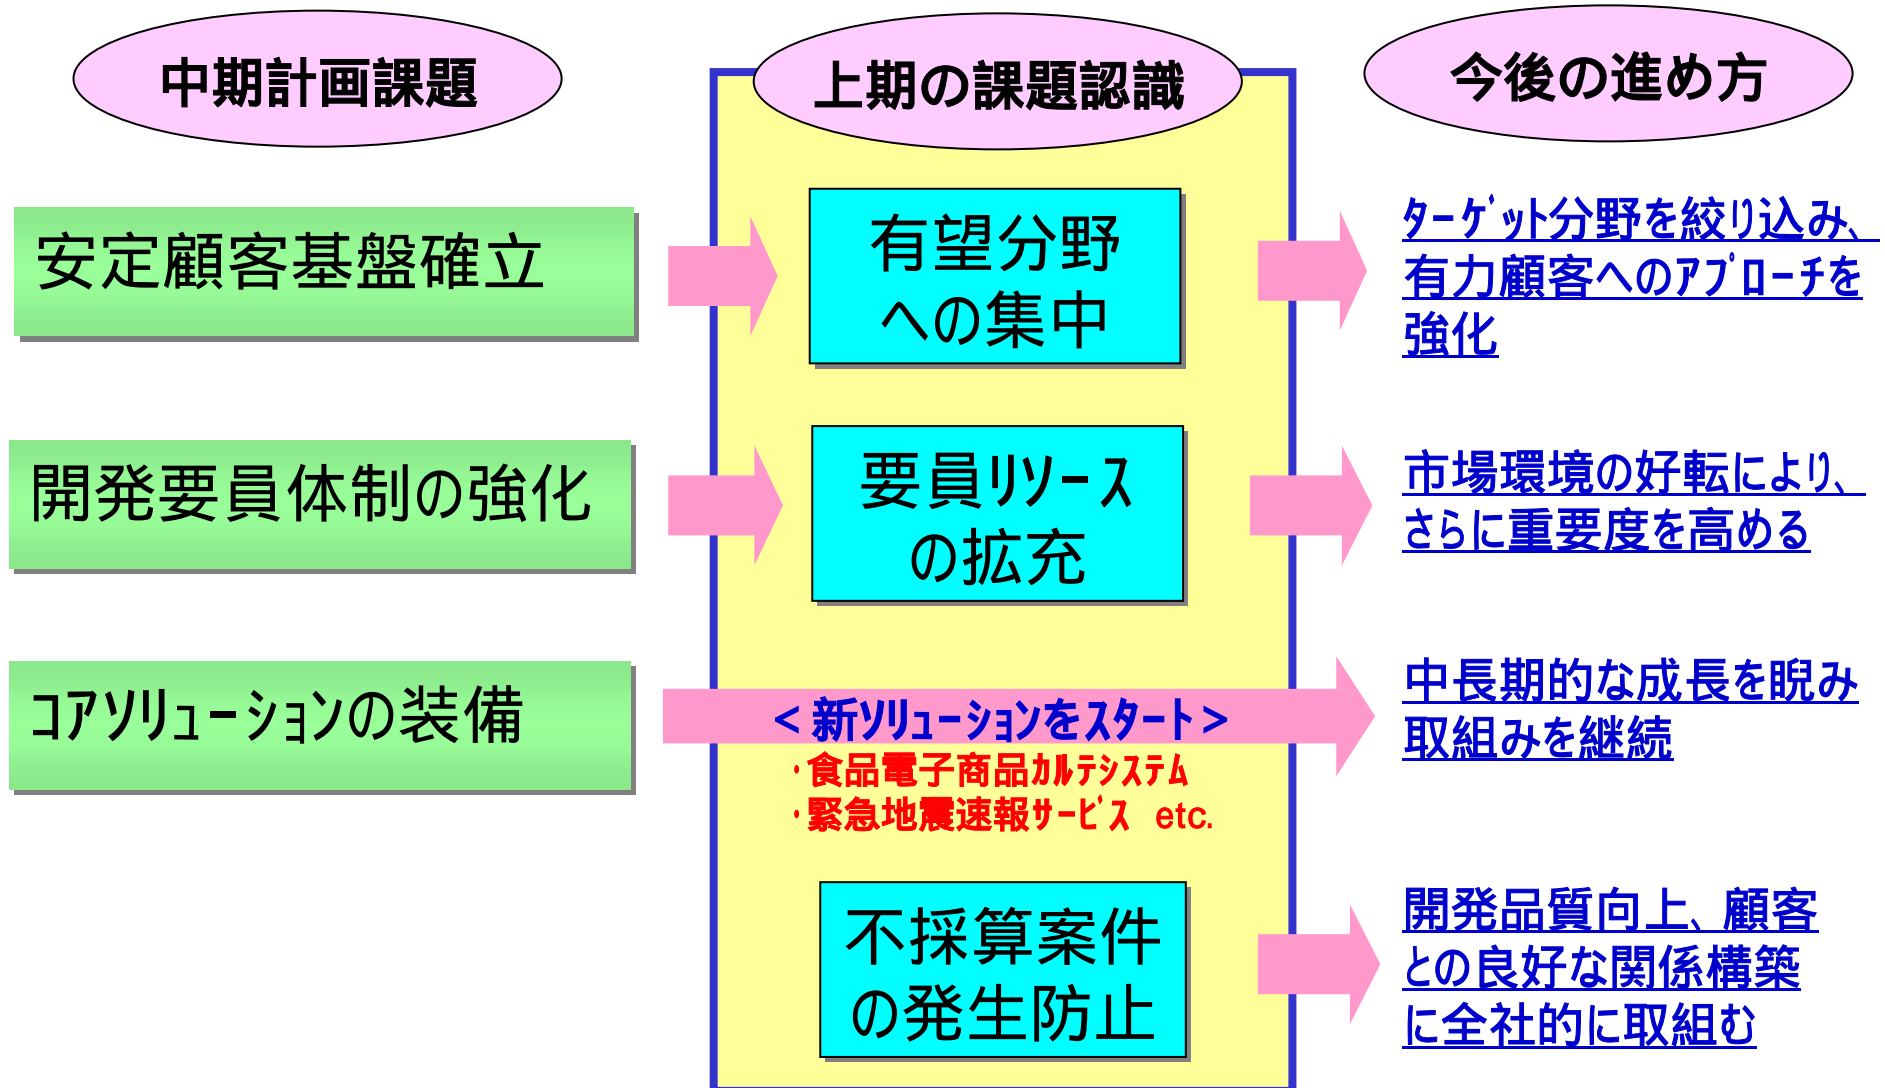 中期計画課題
上期の課題認識
今後の進め方
安定顧客基盤確立
有望分野
への集中
ﾀｰｹﾞｯﾄ分野を絞り込み、
有力顧客へのｱﾌﾟﾛｰﾁを
強化
開発要員体制の強化
要員ﾘｿｰｽ
の拡充
市場環境の好転により、
さらに重要度を高める
ｺｱｿﾘｭｰｼｮﾝの装備
＜新ｿﾘｭｰｼｮﾝをｽﾀｰﾄ＞
・食品電子商品ｶﾙﾃｼｽﾃﾑ
・緊急地震速報ｻｰﾋﾞｽ etc.
中長期的な成長を睨み
取組みを継続
不採算案件
の発生防止
開発品質向上、顧客
との良好な関係構築
に全社的に取組む